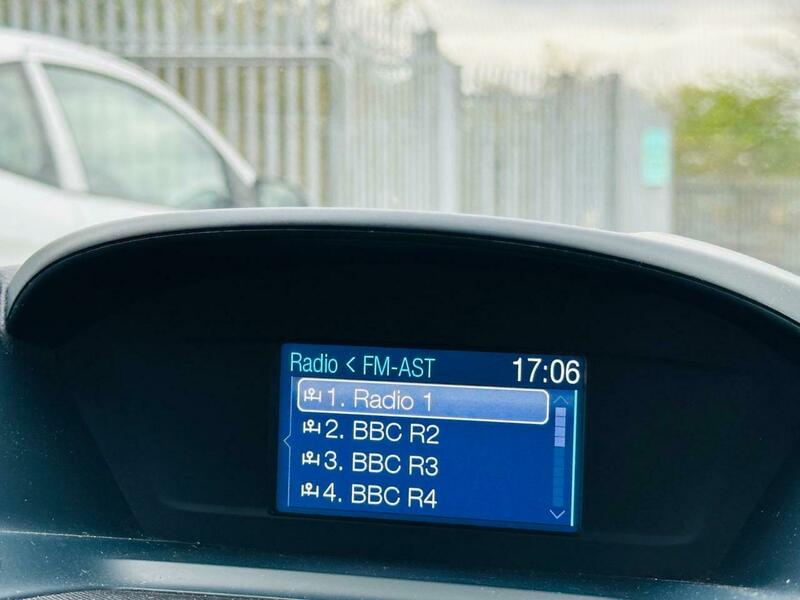 Radio < FM-AST 17:06
1. Radio 1
2. BBC R2
3. BBC R3
4. BBC R4